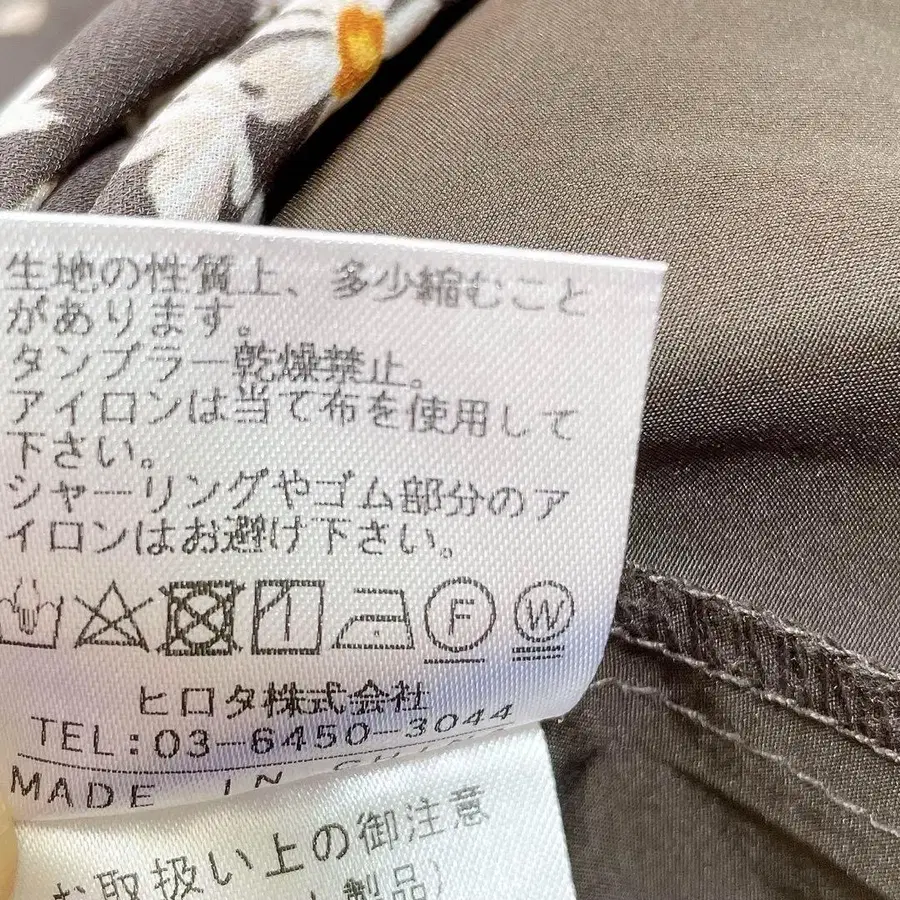 生地の性質上、多少縮むこと
があります。
タンブラー乾燥禁止。
アイロンは当て布を使用して
下さい。
シャーリングやゴム部分のア
イロンはお避け下さい。
F
W
ヒロタ株式会社
TEL:03-6450-3044
MADE IN CHINA
お取扱い上の御注意
製品)